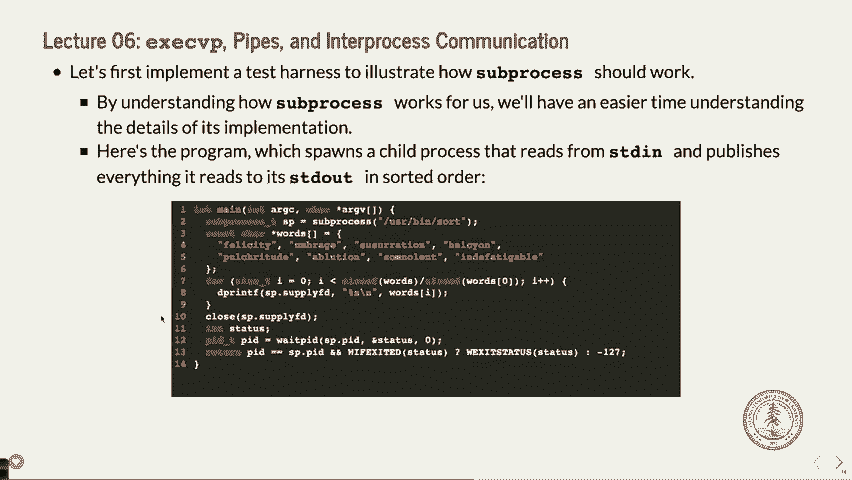 Lecture 06: execvp, Pipes, and Interprocess Communication
Let's first implement a test harness to illustrate how subprocess should work.
By understanding how subprocess works for us, we'll have an easier time understanding
the details of its implementation.
Here's the program, which spawns a child process that reads from stdin and publishes
everything it reads to its stdout in sorted order:
1 int main(int argc, char *argv[]) {
2 subprocess_t sp = subprocess("/usr/bin/sort");
3 const char *words[] = {
4 "felicity", "umbrage", "susurration", "halcyon",
5 "pulchritude", "ablution", "somnolent", "indefatigable"
6 };
7 for (size_t i = 0; i < sizeof(words)/sizeof(words[0]); i++) {
8 dprintf(sp.supplyfd, "%s\n", words[i]);
9 }
10 close(sp.supplyfd);
11 int status;
12 pid_t pid = waitpid(sp.pid, &status, 0);
13 return pid == sp.pid && WIFEXITED(status) ? WEXITSTATUS(status) : -127;
14 }